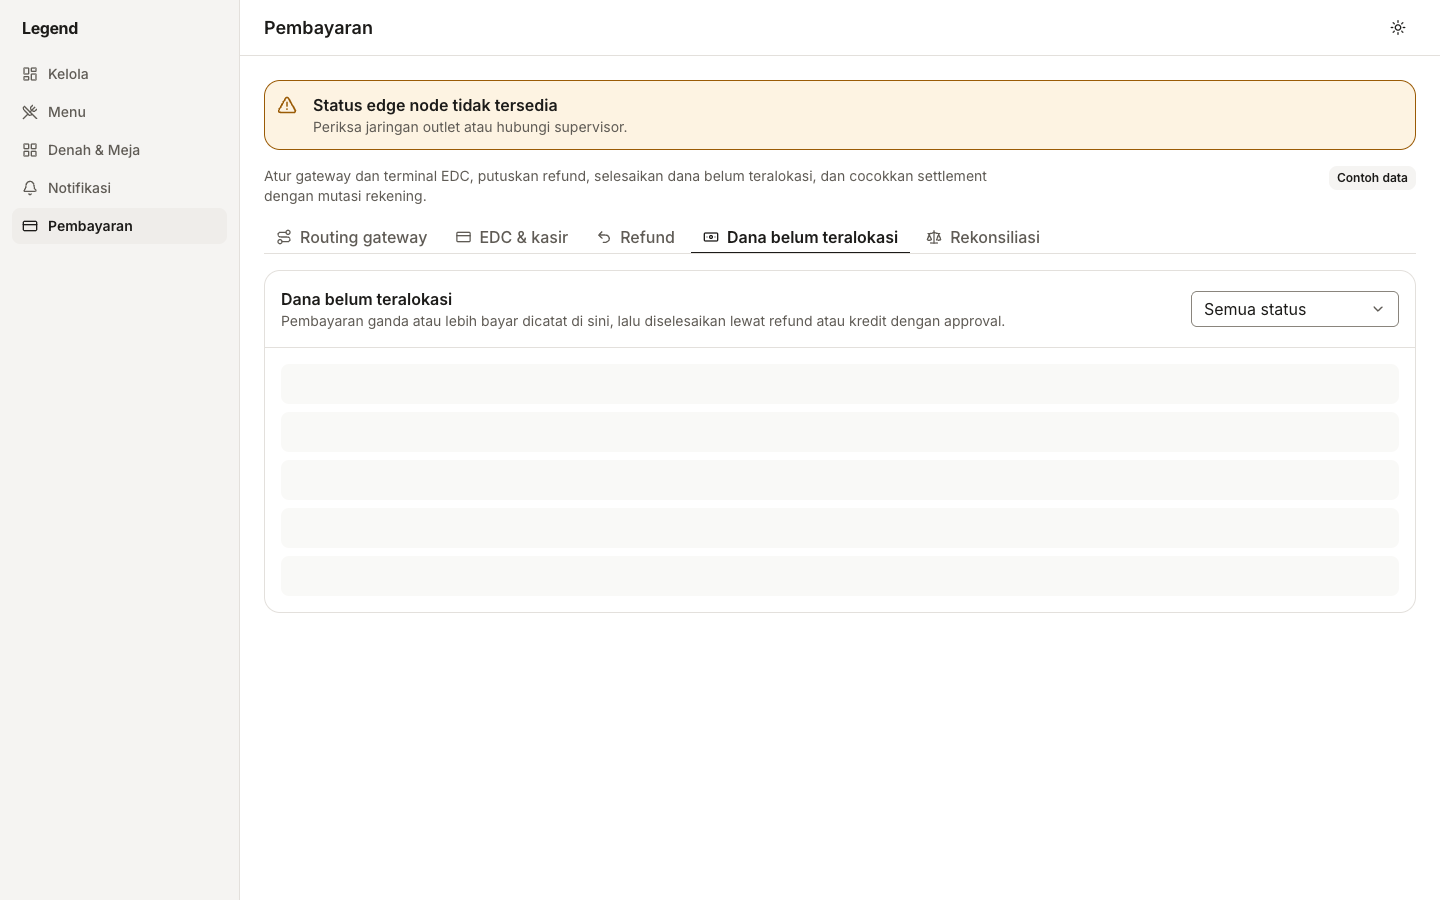 Legend
Kelola
Menu
Denah & Meja
Notifikasi
Pembayaran
Pembayaran
Status edge node tidak tersedia
Periksa jaringan outlet atau hubungi supervisor.
Atur gateway dan terminal EDC, putuskan refund, selesaikan dana belum teralokasi, dan cocokkan settlement
dengan mutasi rekening.
Contoh data
Routing gateway
EDC & kasir
Refund
Dana belum teralokasi
Rekonsiliasi
Dana belum teralokasi
Pembayaran ganda atau lebih bayar dicatat di sini, lalu diselesaikan lewat refund atau kredit dengan approval.
Semua status